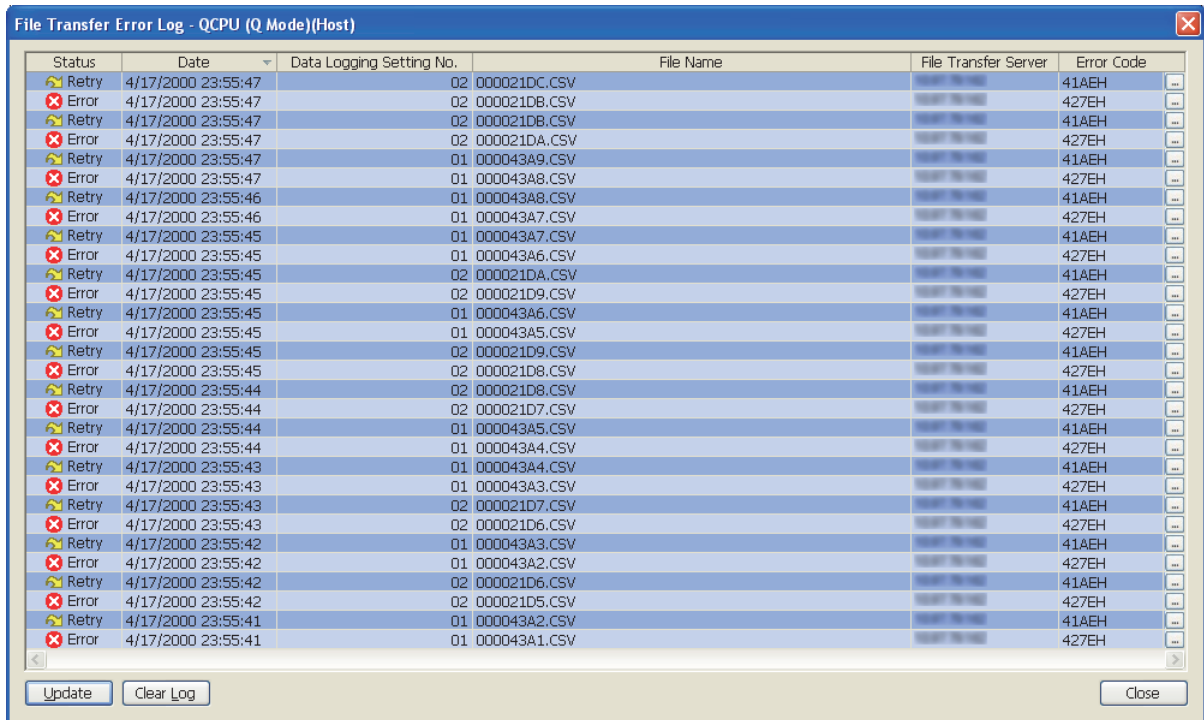 File Transfer Error Log - QCPU (Q Mode)(Host)
Status Date Data Logging Setting No. File Name File Transfer Server Error Code
Retry 4/17/2000 23:55:47 02 000021DC.CSV 41AEH ...
Error 4/17/2000 23:55:47 02 000021DB.CSV 427EH ...
Retry 4/17/2000 23:55:47 02 000021DB.CSV 41AEH ...
Error 4/17/2000 23:55:47 02 000021DA.CSV 427EH ...
Retry 4/17/2000 23:55:47 01 000043A9.CSV 41AEH ...
Error 4/17/2000 23:55:47 01 000043A8.CSV 427EH ...
Retry 4/17/2000 23:55:46 01 000043A8.CSV 41AEH ...
Error 4/17/2000 23:55:46 01 000043A7.CSV 427EH ...
Retry 4/17/2000 23:55:45 01 000043A7.CSV 41AEH ...
Error 4/17/2000 23:55:45 01 000043A6.CSV 427EH ...
Retry 4/17/2000 23:55:45 02 000021DA.CSV 41AEH ...
Error 4/17/2000 23:55:45 02 000021D9.CSV 427EH ...
Retry 4/17/2000 23:55:45 01 000043A6.CSV 41AEH ...
Error 4/17/2000 23:55:45 01 000043A5.CSV 427EH ...
Retry 4/17/2000 23:55:45 02 000021D9.CSV 41AEH ...
Error 4/17/2000 23:55:45 02 000021D8.CSV 427EH ...
Retry 4/17/2000 23:55:44 02 000021D8.CSV 41AEH ...
Error 4/17/2000 23:55:44 02 000021D7.CSV 427EH ...
Retry 4/17/2000 23:55:44 01 000043A5.CSV 41AEH ...
Error 4/17/2000 23:55:44 01 000043A4.CSV 427EH ...
Retry 4/17/2000 23:55:43 01 000043A4.CSV 41AEH ...
Error 4/17/2000 23:55:43 01 000043A3.CSV 427EH ...
Retry 4/17/2000 23:55:43 02 000021D7.CSV 41AEH ...
Error 4/17/2000 23:55:43 02 000021D6.CSV 427EH ...
Retry 4/17/2000 23:55:42 01 000043A3.CSV 41AEH ...
Error 4/17/2000 23:55:42 01 000043A2.CSV 427EH ...
Retry 4/17/2000 23:55:42 02 000021D6.CSV 41AEH ...
Error 4/17/2000 23:55:42 02 000021D5.CSV 427EH ...
Retry 4/17/2000 23:55:41 01 000043A2.CSV 41AEH ...
Error 4/17/2000 23:55:41 01 000043A1.CSV 427EH ...
Update Clear Log Close